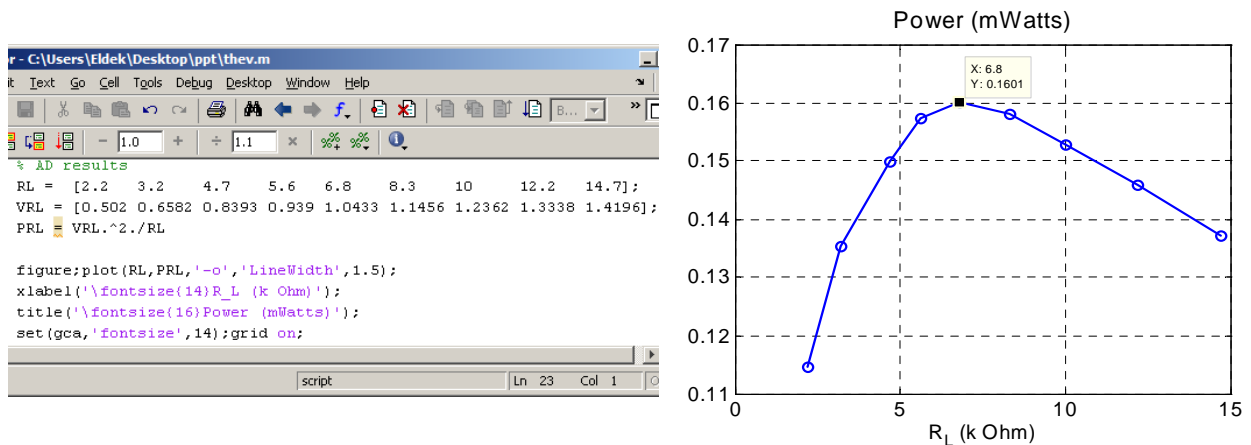 or - C:\Users\Eldek\Desktop\ppt\thev.m
it Text Go Cell Tools Debug Desktop Window Help
B...
1.0
1.1
% AD results
RL = [2.2 3.2 4.7 5.6 6.8 8.3 10 12.2 14.7];
VRL = [0.502 0.6582 0.8393 0.939 1.0433 1.1456 1.2362 1.3338 1.4196];
PRL = VRL.^2./RL
figure;plot(RL,PRL,'-o','LineWidth',1.5);
xlabel('\fontsize{14}R_L (k Ohm)');
title('\fontsize{16}Power (mWatts)');
set(gca,'fontsize',14);grid on;
script Ln 23 Col 1
Power (mWatts)
0.17
0.16
0.15
0.14
0.13
0.12
0.11
X: 6.8
Y: 0.1601
0 5 10 15
R_L (k Ohm)